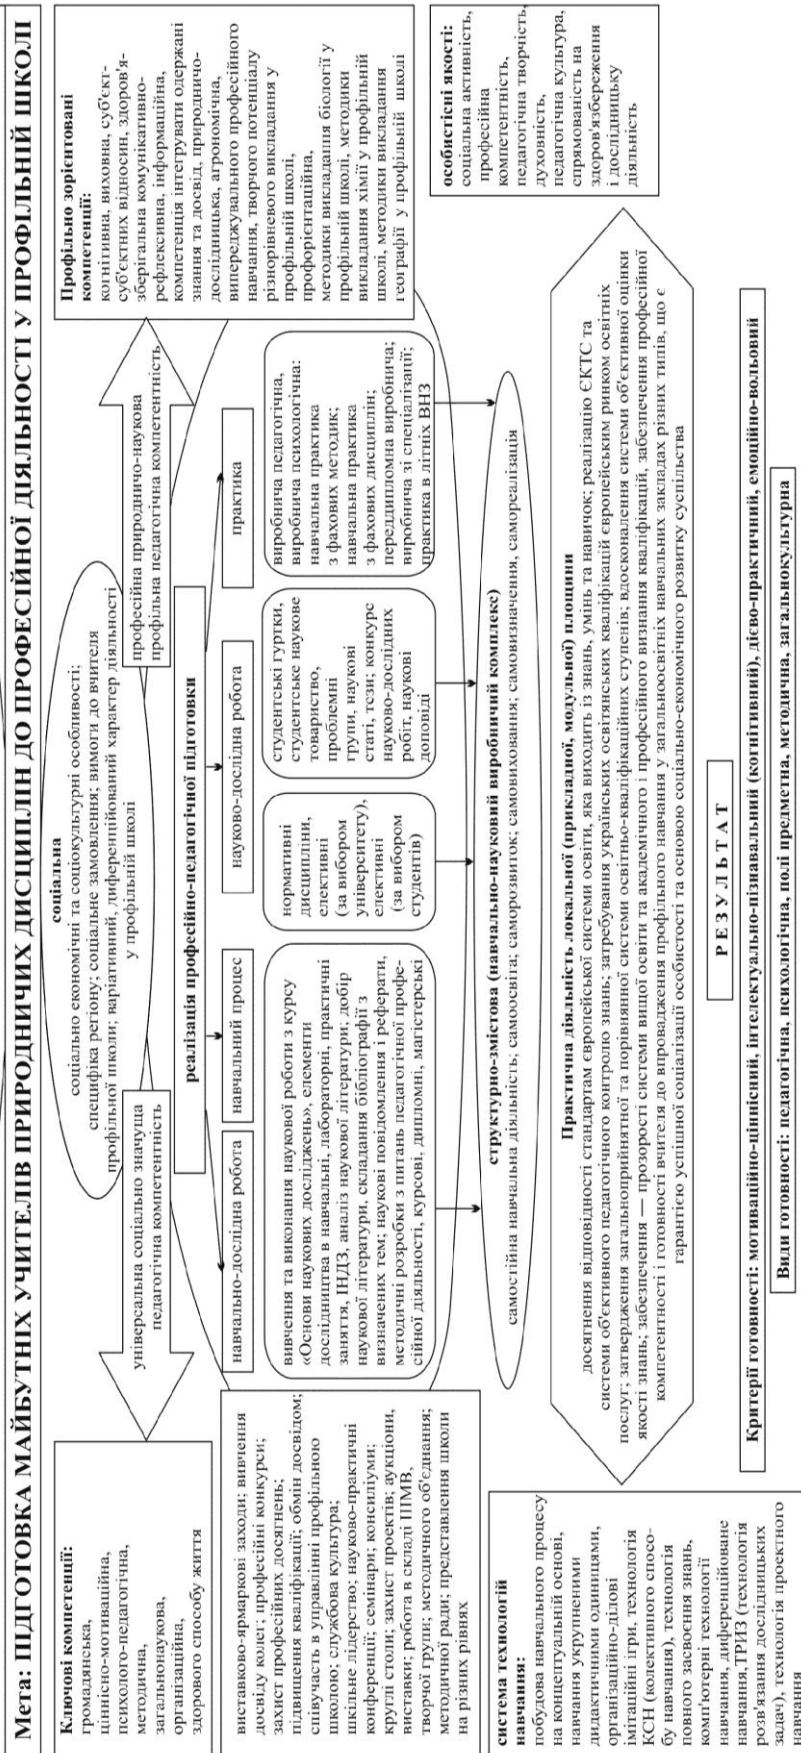 Мета: ПІДГОТОВКА МАЙБУТНІХ УЧИТЕЛІВ ПРИРОДНИЧИХ ДИСЦИПЛІН ДО ПРОФЕСІЙНОЇ ДІЯЛЬНОСТІ У ПРОФІЛЬНІЙ ШКОЛІ
Ключові компетенції:
громадянська,
ціннісно-мотиваційна,
психолого-педагогічна,
методична,
загальнонаукова,
організаційна,
здорового способу життя
універсальна соціально значуща
педагогічна компетентність
соціальна
соціально економічні та соціокультурні особливості;
специфіка регіону; соціальне замовлення; вимоги до вчителя
профільної школи; варіативний, диференційований характер діяльності
у профільній школі
професійна природничо-наукова
профільна педагогічна компетентність
Профільно зорієнтовані
компетенції:
когнітивна, виховна, суб'єкт-
суб'єктних відносин, здоров'я-
зберігальна комунікативно-
рефлексивна, інформаційна,
компетенція інтегрувати одержані
знання та досвід, природничо-
дослідницька, агрономічна,
випереджувального професійного
навчання, творчого потенціалу
різнорівневого викладання у
профільній школі,
профорієнтаційна,
методики викладання біології у
профільній школі, методики
викладання хімії у профільній
школі, методики викладання
географії у профільній школі
реалізація професійно-педагогічної підготовки
навчально-дослідна робота
навчальний процес
науково-дослідна робота
практика
виставково-ярмаркові заходи; вивчення
досвіду колег; професійні конкурси;
захист професійних досягнень;
підвищення кваліфікації; обмін досвідом;
співучасть в управлінні профільною
школою; службова культура;
шкільне лідерство; науково-практичні
конференції; семінари; консиліуми;
круглі столи; захист проектів; аукціони,
виставки; робота в складі ПМВ,
творчої групи; методичного об'єднання;
методичної ради; представлення школи
на різних рівнях
вивчення та виконання наукової роботи з курсу
«Основи наукових досліджень», елементи
дослідництва в навчальні, лабораторні, практичні
заняття, ІНДЗ, аналіз наукової літератури; добір
наукової літератури, складання бібліографії з
визначених тем; наукові повідомлення і реферати,
методичні розробки з питань педагогічної профе-
сійної діяльності, курсові, дипломні, магістерські
нормативні
дисципліни,
елективні
(за вибором
університету),
елективні
(за вибором
студентів)
студентські гуртки,
студентське наукове
товариство,
проблемні
групи, наукові
статі, тези; конкурс
науково-дослідних
робіт, наукові
доповіді
виробнича педагогічна,
виробнича психологічна:
навчальна практика
з фахових методик;
навчальна практика
з фахових дисциплін;
переддипломна виробнича;
виробнича зі спеціалізації;
практика в літніх ВНЗ
особистісні якості:
соціальна активність,
професійна
компетентність,
педагогічна творчість,
духовність,
педагогічна культура,
спрямованість на
здоров'язбереження
і дослідницьку
діяльність
структурно-змістова (навчально-науковий виробничий комплекс)
самостійна навчальна діяльність; самоосвіта; саморозвиток; самовиховання; самовизначення, самореалізація
система технологій
навчання:
побудова навчального процесу
на концептуальній основі,
навчання укрупненими
дидактичними одиницями,
організаційно-ділові
імітаційні ігри, технологія
КСН (колективного спосо-
бу навчання), технологія
повного засвоєння знань,
комп'ютерні технології
навчання, диференційоване
навчання,ТРИЗ (технологія
розв'язання дослідницьких
задач), технологія проектного
навчання
Практична діяльність локальної (прикладної, модульної) площини
досягнення відповідності стандартам європейської системи освіти, яка виходить із знань, умінь та навичок; реалізацію ЄКТС та
системи об'єктивного педагогічного контролю знань; затребування українських освітянських кваліфікацій європейським ринком освітніх
послуг; затвердження загальноприйнятної та порівнянної системи освітньо-кваліфікаційних ступенів; вдосконалення системи об'єктивної оцінки
якості знань; забезпечення — прозорості системи вищої освіти та академічного і професійного визнання кваліфікацій, забезпечення професійної
компетентності і готовності вчителя до впровадження профільного навчання у загальноосвітніх навчальних закладах різних типів, що є
гарантією успішної соціалізації особистості та основою соціально-економічного розвитку суспільства
РЕЗУЛЬТАТ
Критерії готовності: мотиваційно-ціннісний, інтелектуально-пізнавальний (когнітивний), дієво-практичний, емоційно-вольовий
Види готовності: педагогічна, психологічна, полі предметна, методична, загальнокультурна